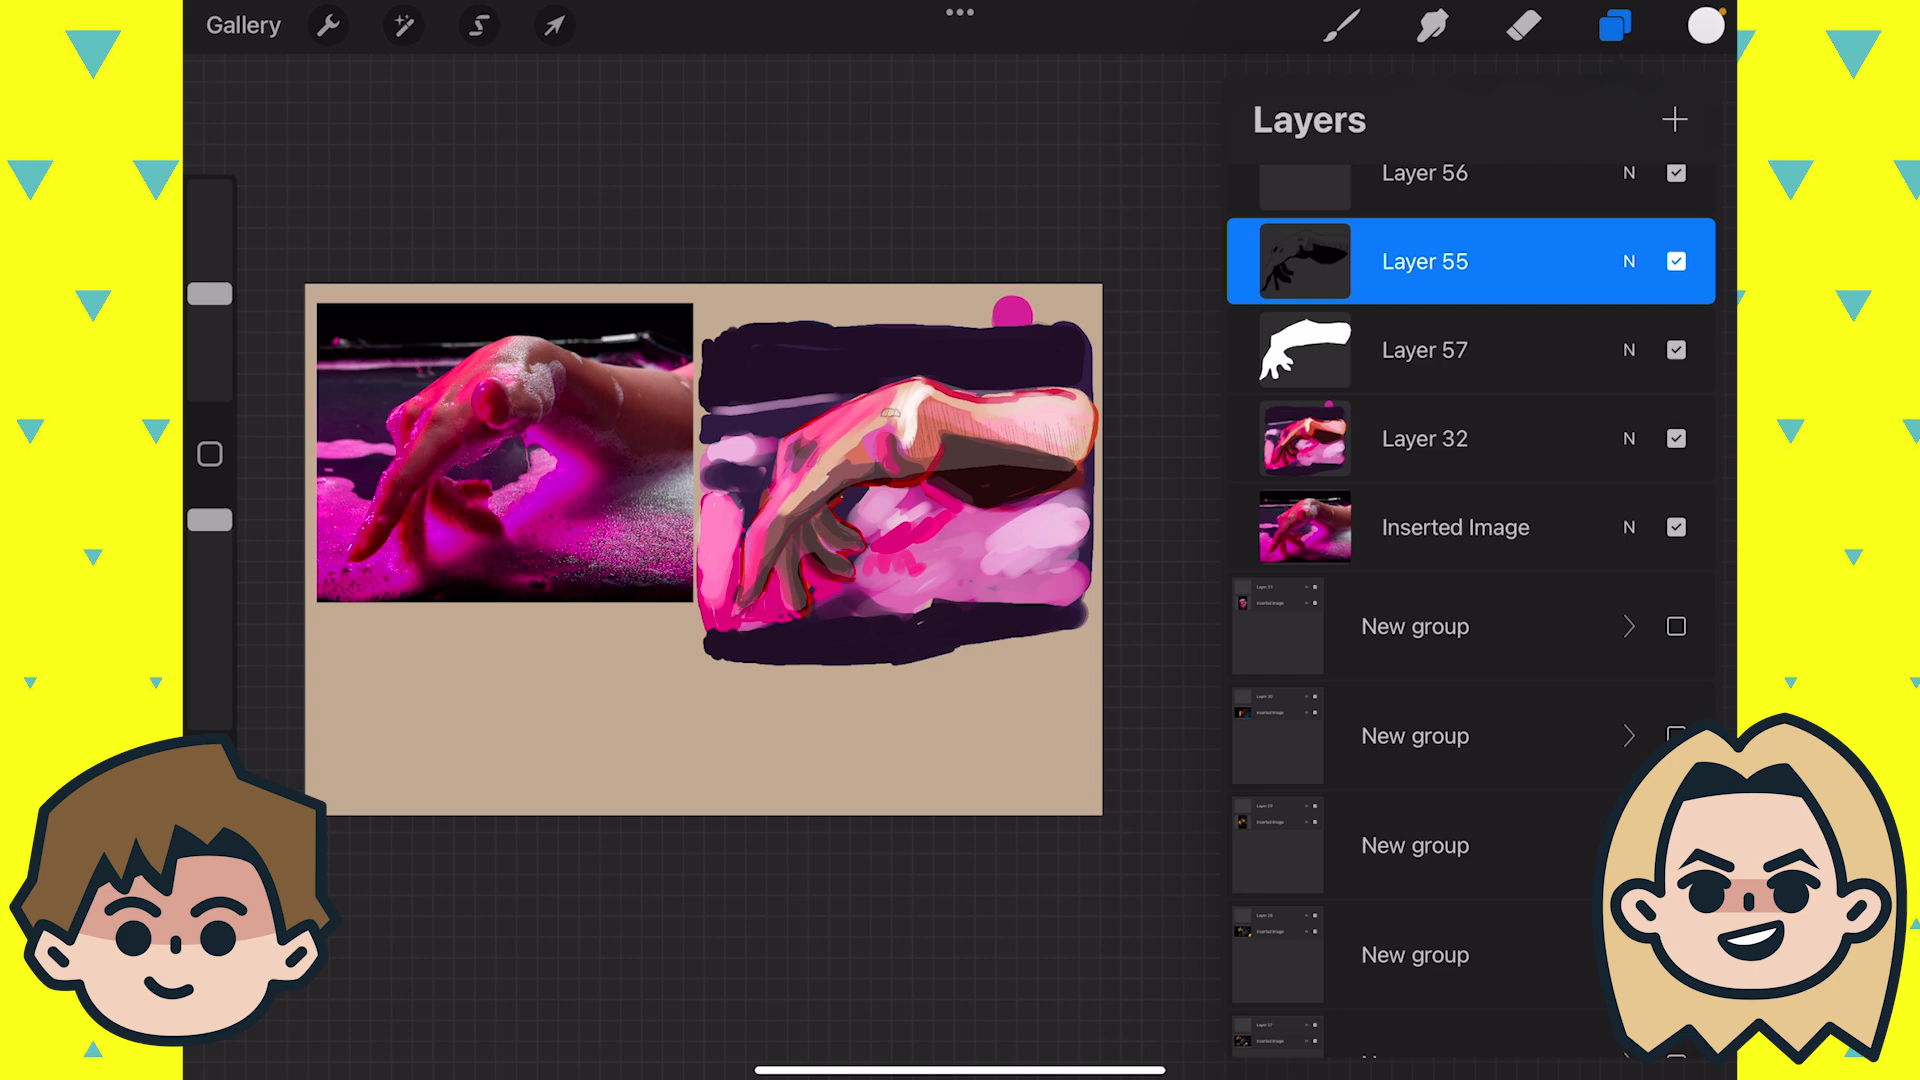 Gallery
Layers
Layer 56 N
Layer 55 N
Layer 57 N
Layer 32 N
Inserted Image N
New group
New group
New group
New group